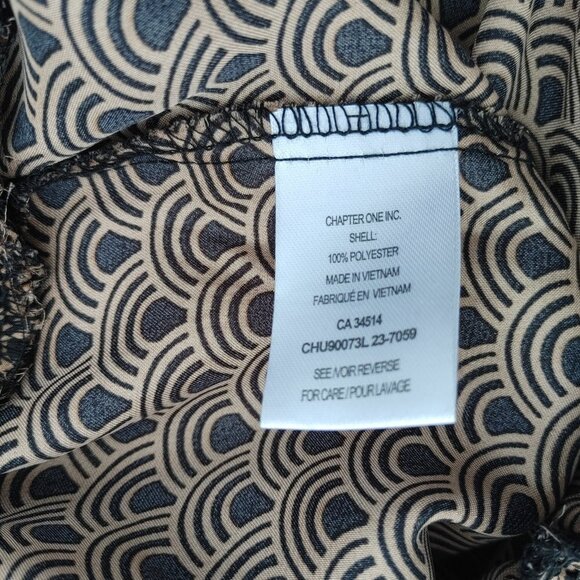 CHAPTER ONE INC.
SHELL:
100% POLYESTER
MADE IN VIETNAM
FABRIQUÉ EN VIETNAM
CA 34514
CHU90073L 23-7059
SEE /VOIR REVERSE
FOR CARE / POUR LAVAGE